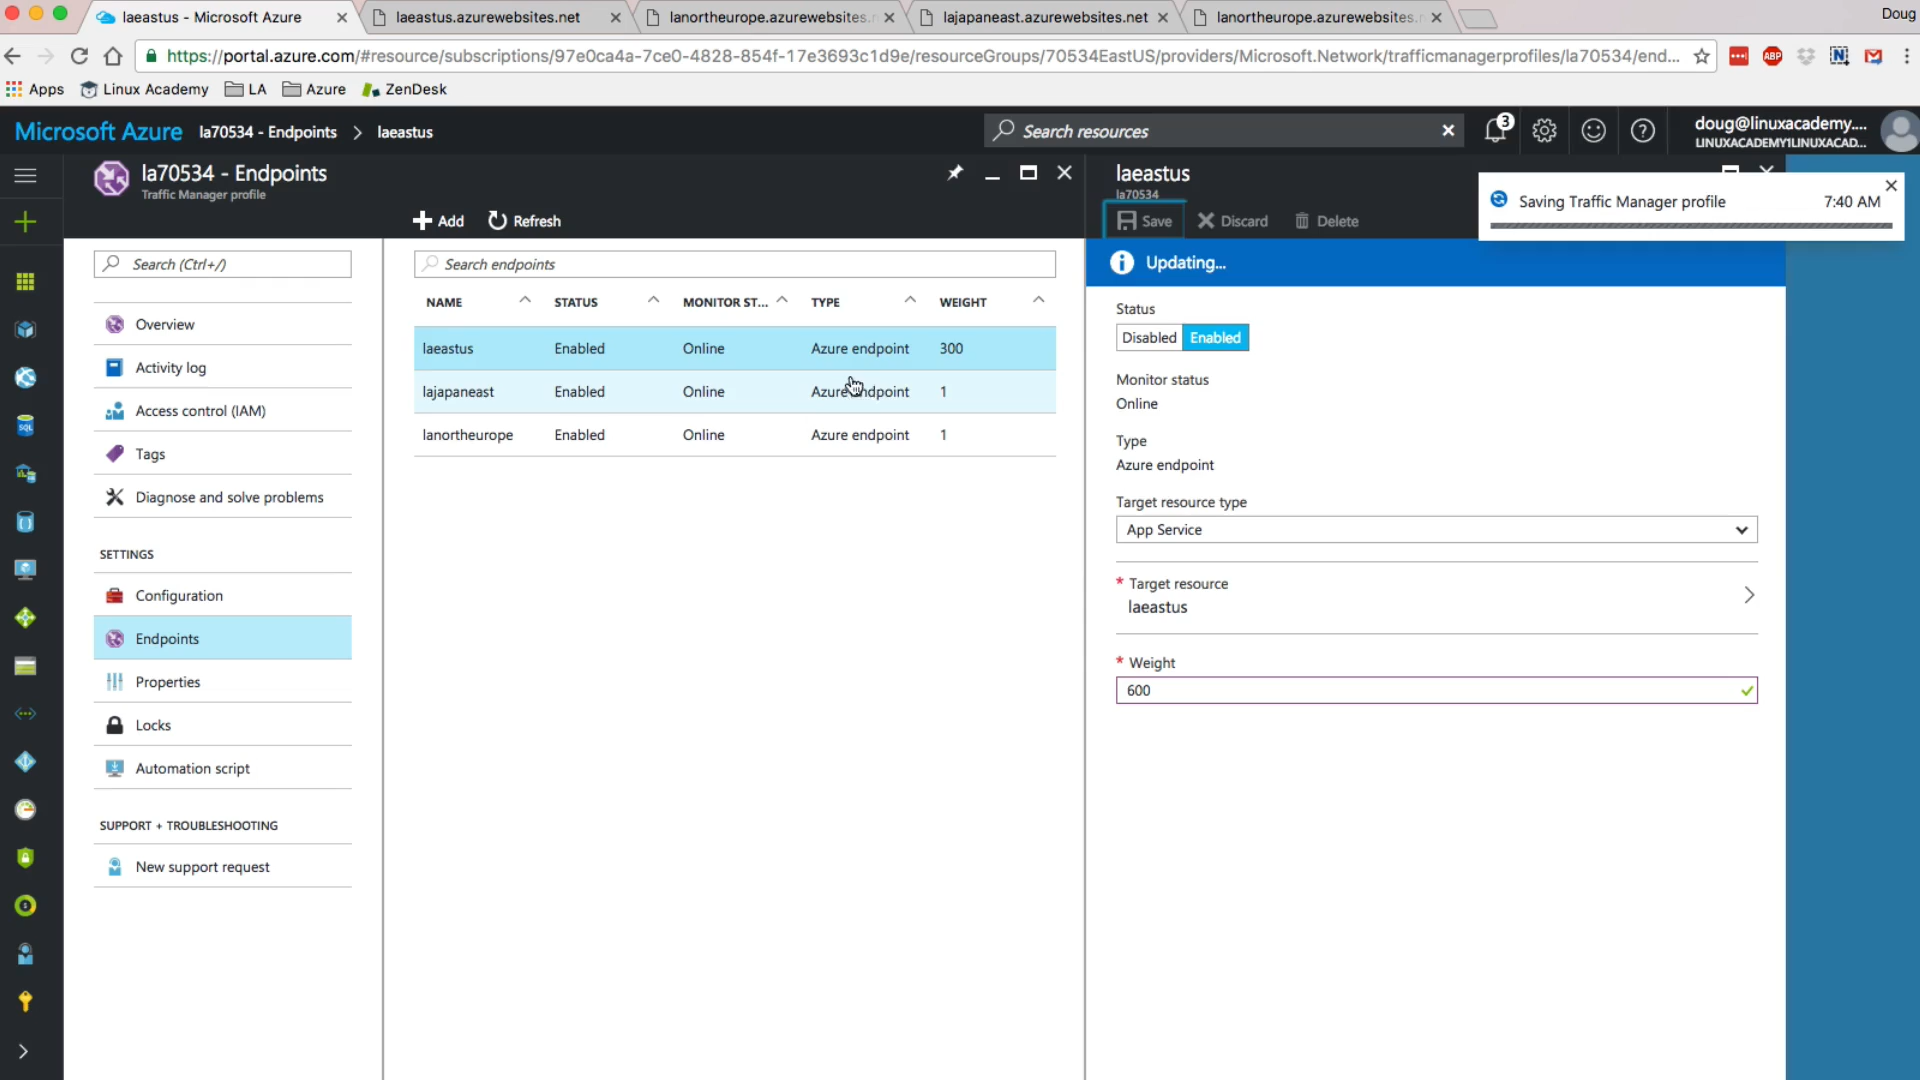 laeastus - Microsoft Azure
laeastus.azurewebsites.net
lanortheurope.azurewebsites.
lajapaneast.azurewebsites.net
lanortheurope.azurewebsites.
Doug
https://portal.azure.com/#resource/subscriptions/97e0ca4a-7ce0-4828-854f-17e3693c1d9e/resourceGroups/70534EastUS/providers/Microsoft.Network/trafficmanagerprofiles/la70534/end...
ABP
Apps
Linux Academy
LA
Azure
ZenDesk
Microsoft Azure
la70534 - Endpoints > laeastus
Search resources
3
doug@linuxacademy....
LINUXACADEMY1LINUXACAD...
la70534 - Endpoints
Traffic Manager profile
Add
Refresh
laeastus
la70534
Save
Discard
Delete
Saving Traffic Manager profile
7:40 AM
Search (Ctrl+/)
Overview
Activity log
Access control (IAM)
Tags
Diagnose and solve problems
SETTINGS
Configuration
Endpoints
Properties
Locks
Automation script
SUPPORT + TROUBLESHOOTING
New support request
Search endpoints
NAME STATUS MONITOR ST... TYPE WEIGHT
laeastus Enabled Online Azure endpoint 300
lajapaneast Enabled Online Azure endpoint 1
lanortheurope Enabled Online Azure endpoint 1
Updating...
Status
Disabled Enabled
Monitor status
Online
Type
Azure endpoint
Target resource type
App Service
* Target resource
laeastus
* Weight
600
SQL